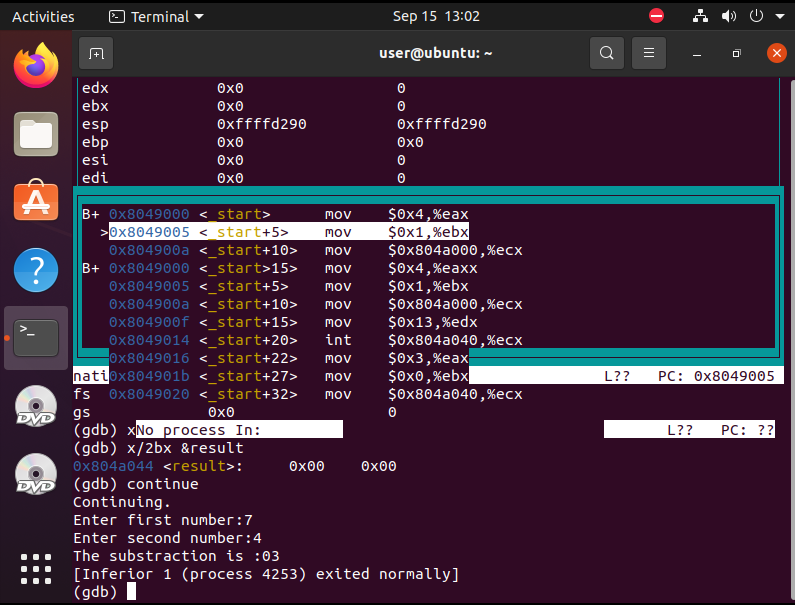 Activities Terminal Sep 15 13:02
user@ubuntu: ~
edx 0x0 0
ebx 0x0 0
esp 0xffffd290 0xffffd290
ebp 0x0 0x0
esi 0x0 0
edi 0x0 0
B+ 0x8049000 <_start> mov $0x4,%eax
>0x8049005 <_start+5> mov $0x1,%ebx
0x804900a <_start+10> mov $0x804a000,%ecx
B+ 0x8049000 <_start>15> mov $0x4,%eaxx
0x8049005 <_start+5> mov $0x1,%ebx
0x804900a <_start+10> mov $0x804a000,%ecx
0x804900f <_start+15> mov $0x13,%edx
0x8049014 <_start+20> int $0x804a040,%ecx
0x8049016 <_start+22> mov $0x3,%eax
nati0x804901b <_start+27> mov $0x0,%ebx L?? PC: 0x8049005
fs 0x8049020 <_start+32> mov $0x804a040,%ecx
gs 0x0 0
(gdb) xNo process In: L?? PC: ??
(gdb) x/2bx &result
0x804a044 <result>: 0x00 0x00
(gdb) continue
Continuing.
Enter first number:7
Enter second number:4
The substraction is :03
[Inferior 1 (process 4253) exited normally]
(gdb)
DVD
DVD